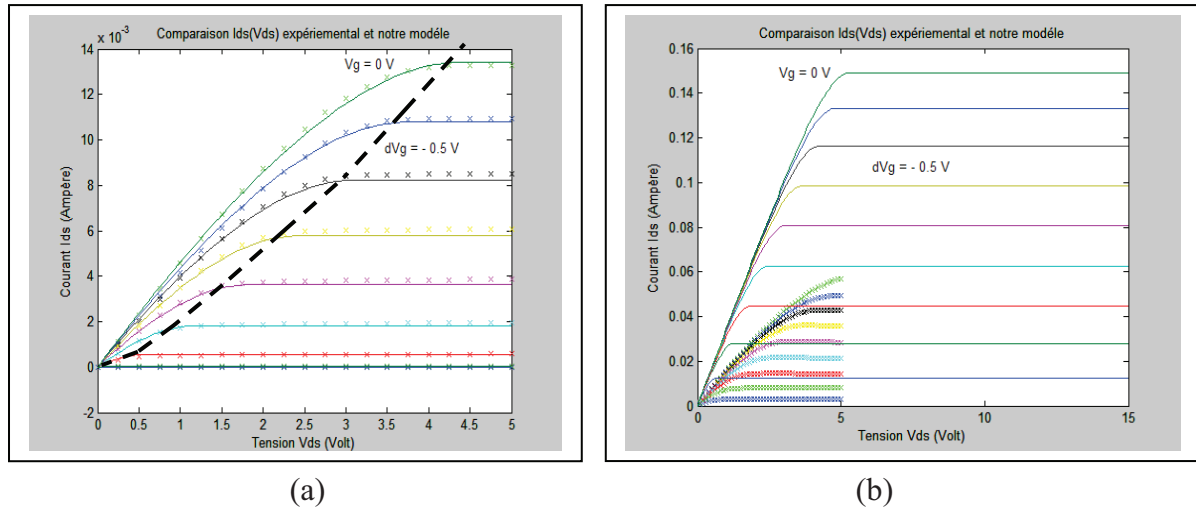 Comparaison Ids(Vds) expériemental et notre modéle
x 10⁻³
14
12
10
8
6
4
2
0
-2
Vg = 0 V
dVg = - 0.5 V
Courant Ids (Ampère)
0 0.5 1 1.5 2 2.5 3 3.5 4 4.5 5
Tension Vds (Volt)
(a)
Comparaison Ids(Vds) expériemental et notre modéle
0.16
0.14
0.12
0.1
0.08
0.06
0.04
0.02
0
Vg = 0 V
dVg = - 0.5 V
Courant Ids (Ampère)
0 5 10 15
Tension Vds (Volt)
(b)